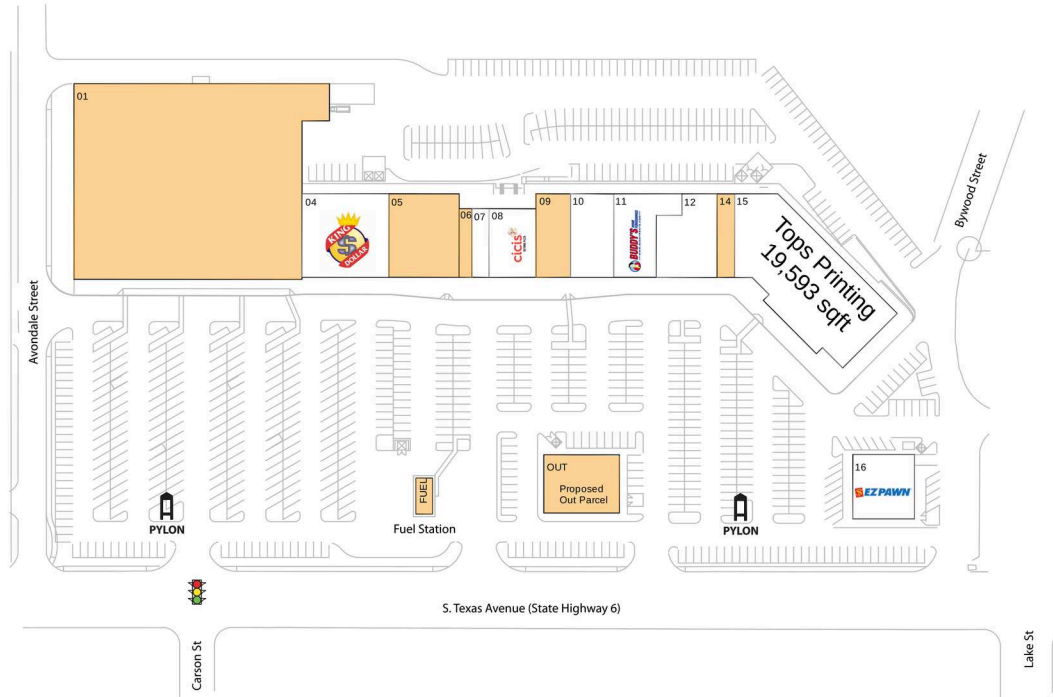 01
04
KING
$
DOLLAR
05
06
07
08
cicis
09
10
11
BUDDY'S
12
14
15
Tops Printing
19,593 sqft
Bywood Street
Avondale Street
OUT
Proposed
Out Parcel
16
EZPAWN
FUEL
Fuel Station
PYLON
PYLON
S. Texas Avenue (State Highway 6)
Carson St
Lake St